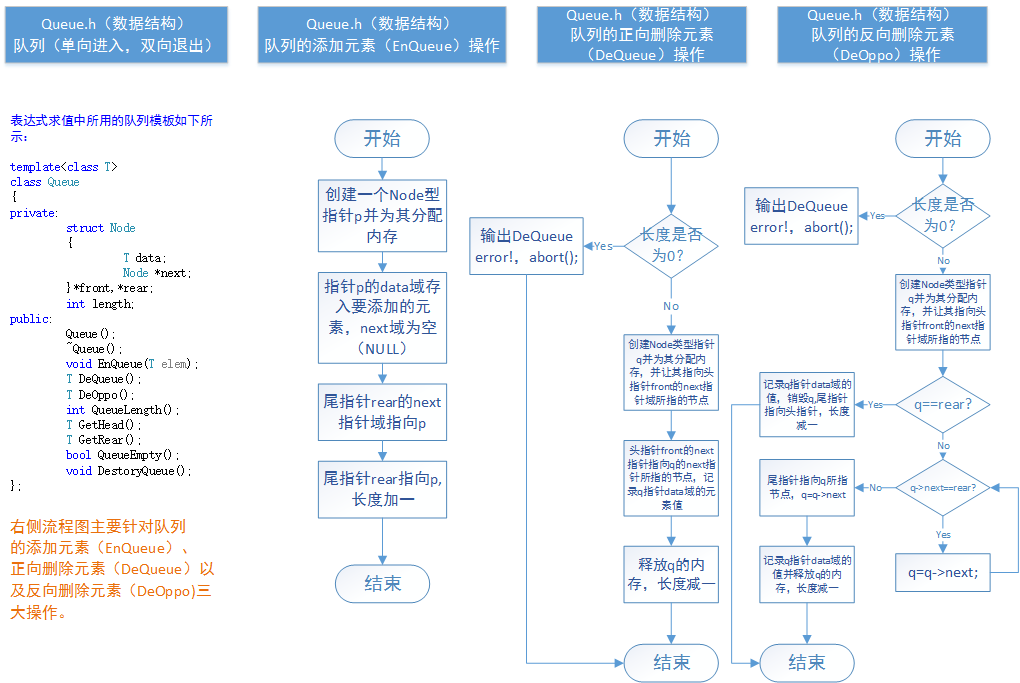 Queue.h（数据结构）
队列（单向进入，双向退出）
Queue.h（数据结构）
队列的添加元素（EnQueue）操作
Queue.h（数据结构）
队列的正向删除元素
（DeQueue）操作
Queue.h（数据结构）
队列的反向删除元素
（DeOppo）操作
表达式求值中所用的队列模板如下所
示：
template<class T>
class Queue
{
private:
struct Node
{
T data;
Node *next;
}*front,*rear;
int length;
public:
Queue();
~Queue();
void EnQueue(T elem);
T DeQueue();
T DeOppo();
int QueueLength();
T GetHead();
T GetRear();
bool QueueEmpty();
void DestoryQueue();
};
右侧流程图主要针对队列
的添加元素（EnQueue）、
正向删除元素（DeQueue）以
及反向删除元素（DeOppo)三
大操作。
开始
创建一个Node型
指针p并为其分配
内存
指针p的data域存
入要添加的元
素，next域为空
（NULL）
尾指针rear的next
指针域指向p
尾指针rear指向p,
长度加一
结束
开始
长度是否
为0?
Yes
输出DeQueue
error!，abort();
No
创建Node类型指针
q并为其分配内
存，并让其指向头
指针front的next指
针域所指的节点
头指针front的next
指针指向q的next指
针所指的节点，记
录q指针data域的元
素值
释放q的内
存，长度减一
结束
开始
长度是否
为0?
Yes
输出DeQueue
error!，abort();
No
创建Node类型指针
q并为其分配内
存，并让其指向头
指针front的next指
针域所指的节点
q==rear?
Yes
记录q指针data域的
值，销毁q,尾指针
指向头指针，长度
减一
No
q->next==rear?
No
尾指针指向q所指
节点，q=q->next
Yes
q=q->next;
记录q指针data域的
值并释放q的内
存，长度减一
结束